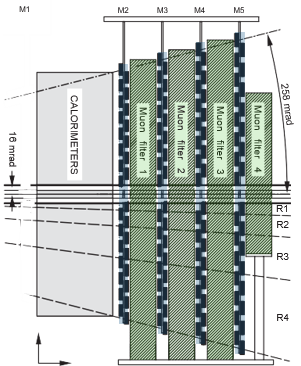 M1
M2
M3
M4
M5
258 mrad
CALORIMETERS
Muon
filter
1
Muon
filter
2
Muon
filter
3
Muon
filter
4
16 mrad
R1
R2
R3
R4